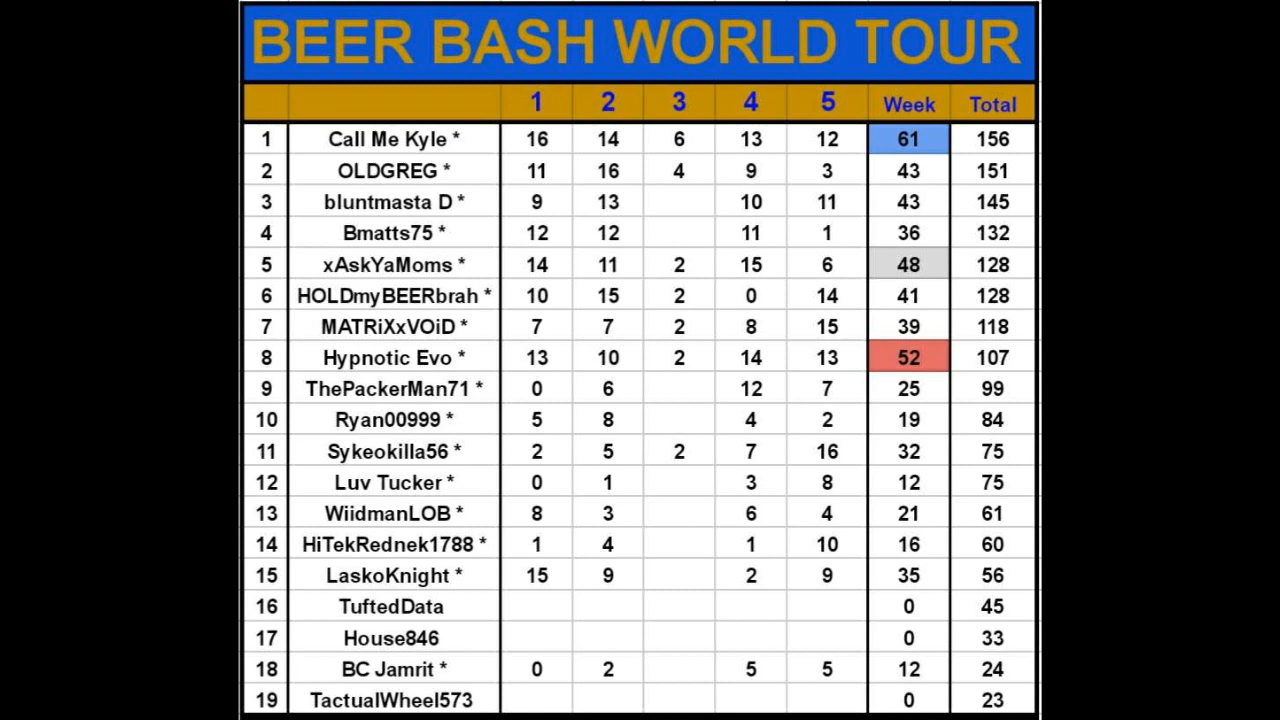 BEER BASH WORLD TOUR
1 2 3 4 5 Week Total
1 Call Me Kyle * 16 14 6 13 12 61 156
2 OLDGREG * 11 16 4 9 3 43 151
3 bluntmasta D * 9 13 10 11 43 145
4 Bmatts75 * 12 12 11 1 36 132
5 xAskYaMoms * 14 11 2 15 6 48 128
6 HOLDmyBEERbrah * 10 15 2 0 14 41 128
7 MATRiXxVOiD * 7 7 2 8 15 39 118
8 Hypnotic Evo * 13 10 2 14 13 52 107
9 ThePackerMan71 * 0 6 12 7 25 99
10 Ryan00999 * 5 8 4 2 19 84
11 Sykeokilla56 * 2 5 2 7 16 32 75
12 Luv Tucker * 0 1 3 8 12 75
13 WiidmanLOB * 8 3 6 4 21 61
14 HiTekRednek1788 * 1 4 1 10 16 60
15 LaskoKnight * 15 9 2 9 35 56
16 TuftedData 0 45
17 House846 0 33
18 BC Jamrit * 0 2 5 5 12 24
19 TactualWheel573 0 23